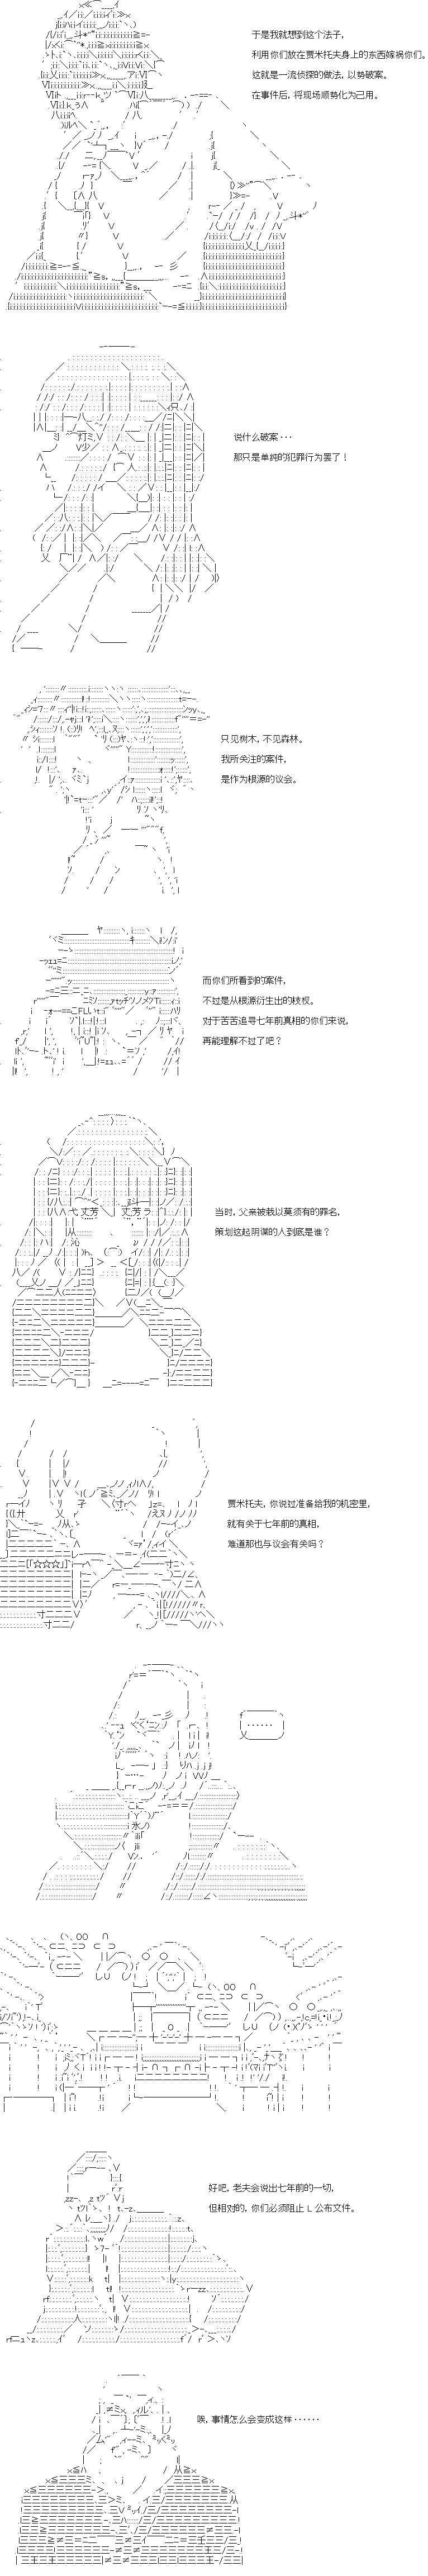 于是我就想到这个法子，
利用你们放在贾米托夫身上的东西嫁祸你们。
这就是一流侦探的做法，以势破案。
在事件后，将现场顺势化为己用。
说什么破案···
那只是单纯的犯罪行为罢了！
只见树木，不见森林。
我所关注的案件，
是作为根源的议会。
而你们所看到的案件，
不过是从根源衍生出的枝杈。
对于苦苦追寻七年前真相的你们来说，
再能理解不过了吧？
当时，父亲被栽以莫须有的罪名，
策划这起阴谋的人到底是谁？
贾米托夫，你说过准备给我的机密里，
就有关于七年前的真相。
难道那也与议会有关吗？
······
好吧，老夫会说出七年前的一切，
但相对的，你们必须阻止 L 公布文件。
唉，事情怎么会变成这样······